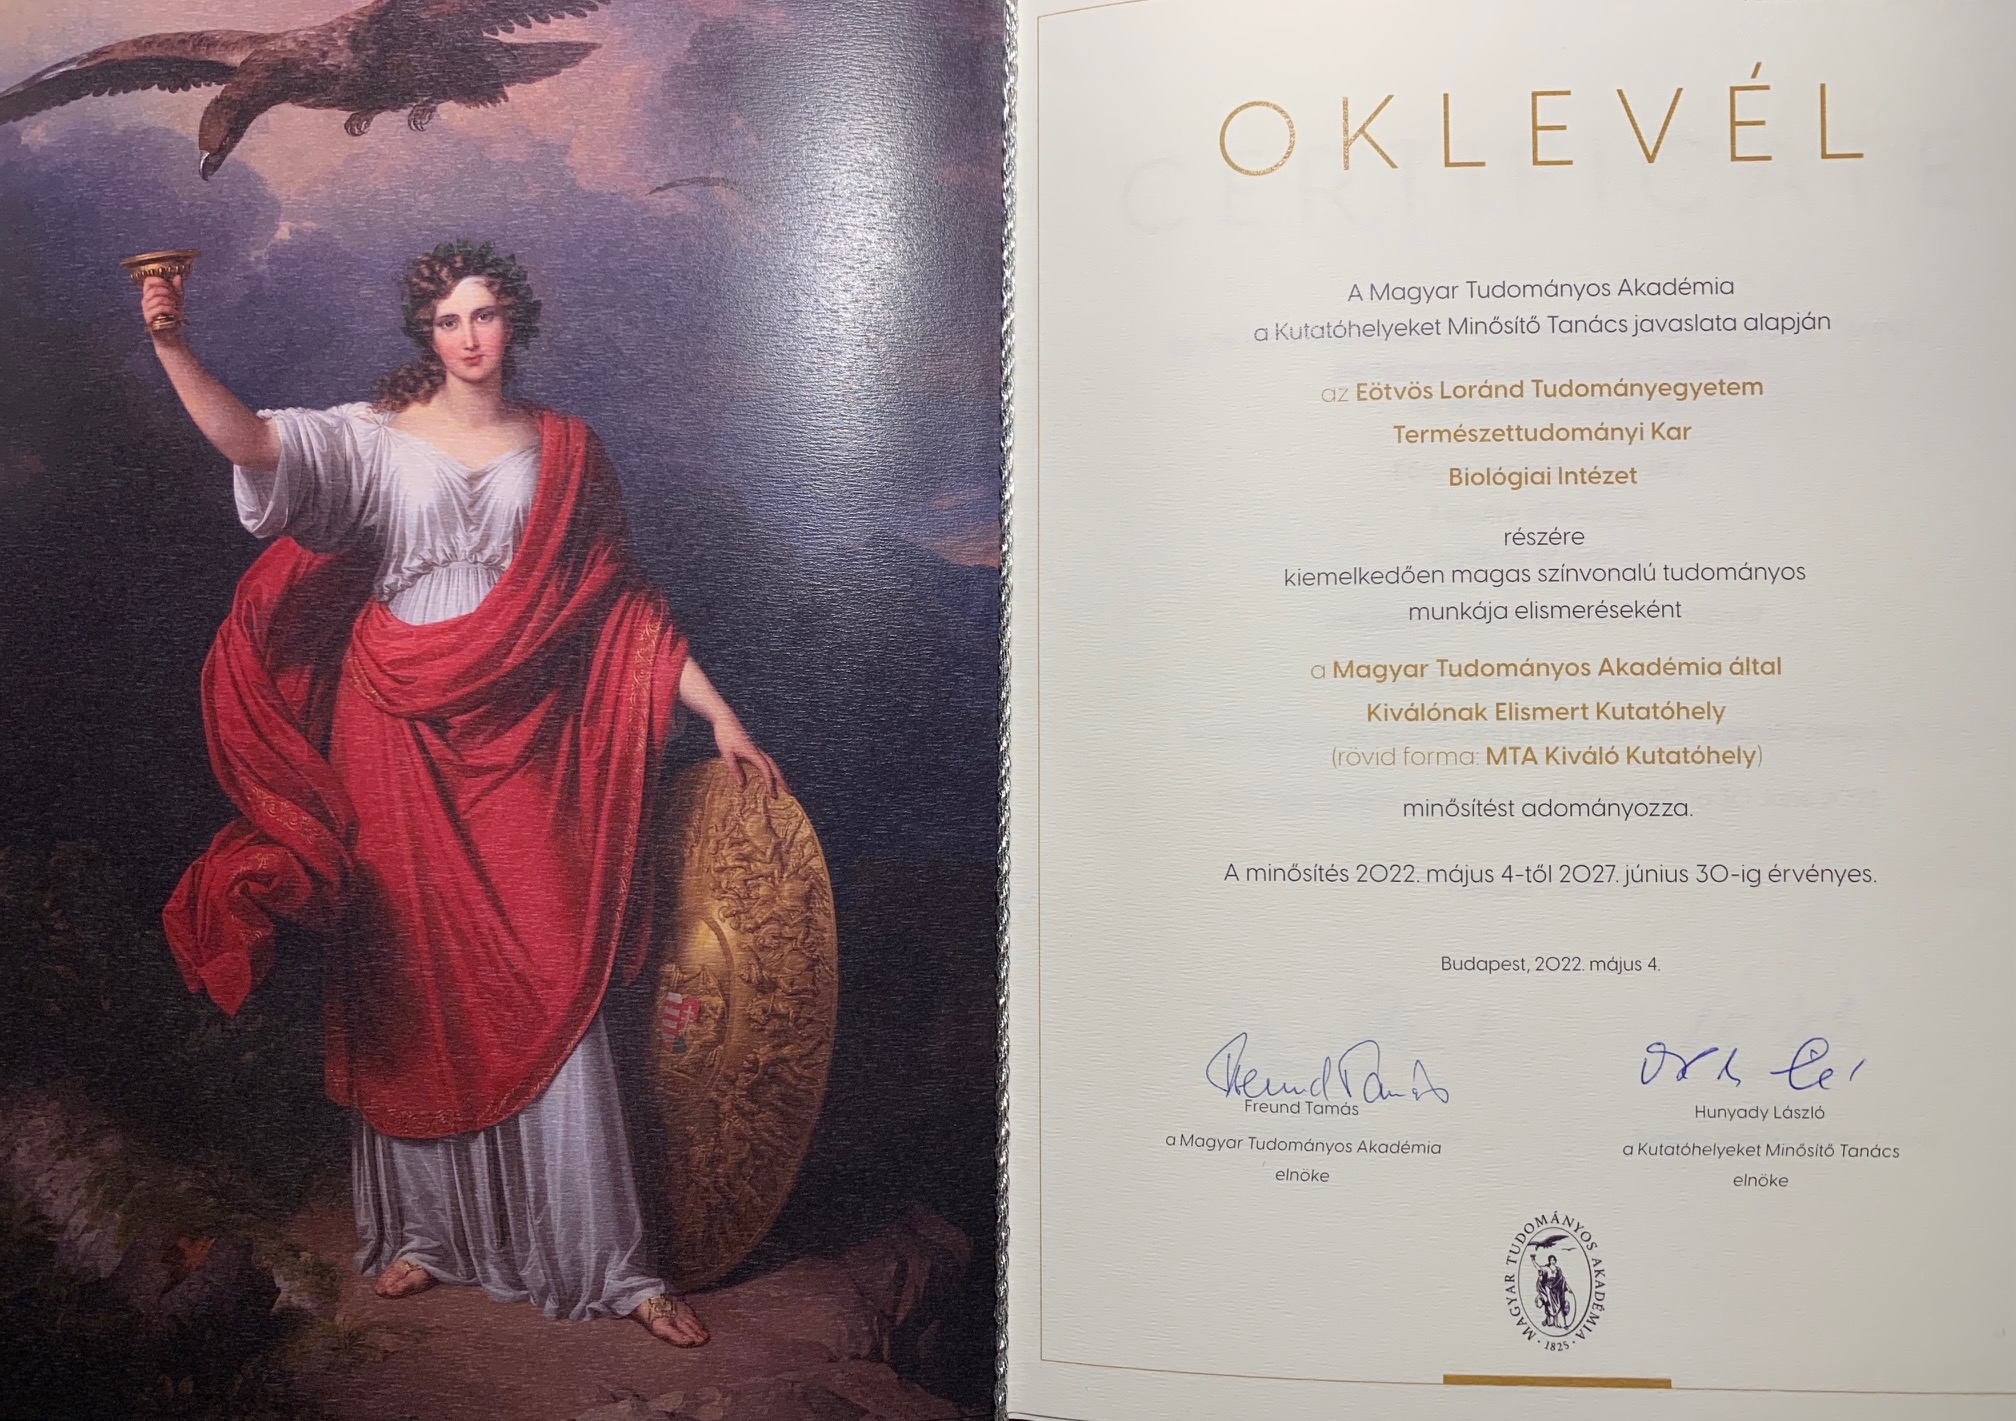 OKLEVÉL
A Magyar Tudományos Akadémia
a Kutatóhelyeket Minősítő Tanács javaslata alapján
az Eötvös Loránd Tudományegyetem
Természettudományi Kar
Biológiai Intézet
részére
kiemelkedően magas színvonalú tudományos
munkája elismeréseként
a Magyar Tudományos Akadémia által
Kiválónak Elismert Kutatóhely
(rövid forma: MTA Kiváló Kutatóhely)
minősítést adományozza.
A minősítés 2022. május 4-től 2027. június 30-ig érvényes.
Budapest, 2022. május 4.
Freund Tamás
Freund Tamás
a Magyar Tudományos Akadémia
elnöke
Hunyady László
a Kutatóhelyeket Minősítő Tanács
elnöke
MAGYAR TUDOMÁNYOS AKADÉMIA
· 1825 ·